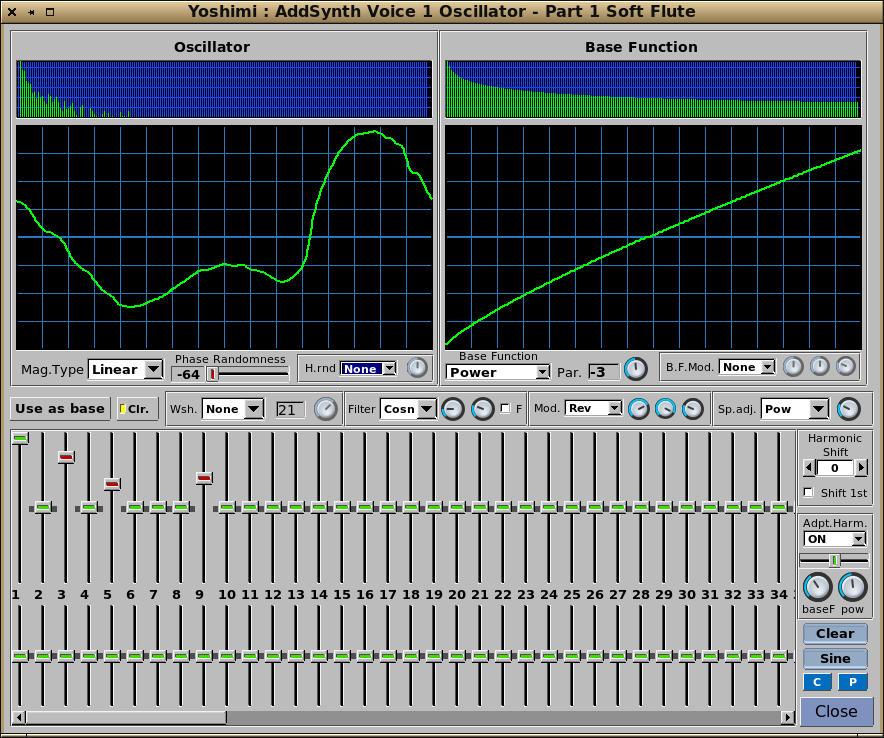 Yoshimi : AddSynth Voice 1 Oscillator - Part 1 Soft Flute
Oscillator
Base Function
Mag.Type Linear
Phase Randomness
-64
H.rnd None
Base Function
Power
Par. -3
B.F.Mod. None
Use as base
Clr.
Wsh. None 21
Filter Cosn F
Mod. Rev
Sp.adj. Pow
1 2 3 4 5 6 7 8 9 10 11 12 13 14 15 16 17 18 19 20 21 22 23 24 25 26 27 28 29 30 31 32 33 34
Harmonic
Shift
0
Shift 1st
Adpt.Harm.
ON
baseF pow
Clear
Sine
C P
Close